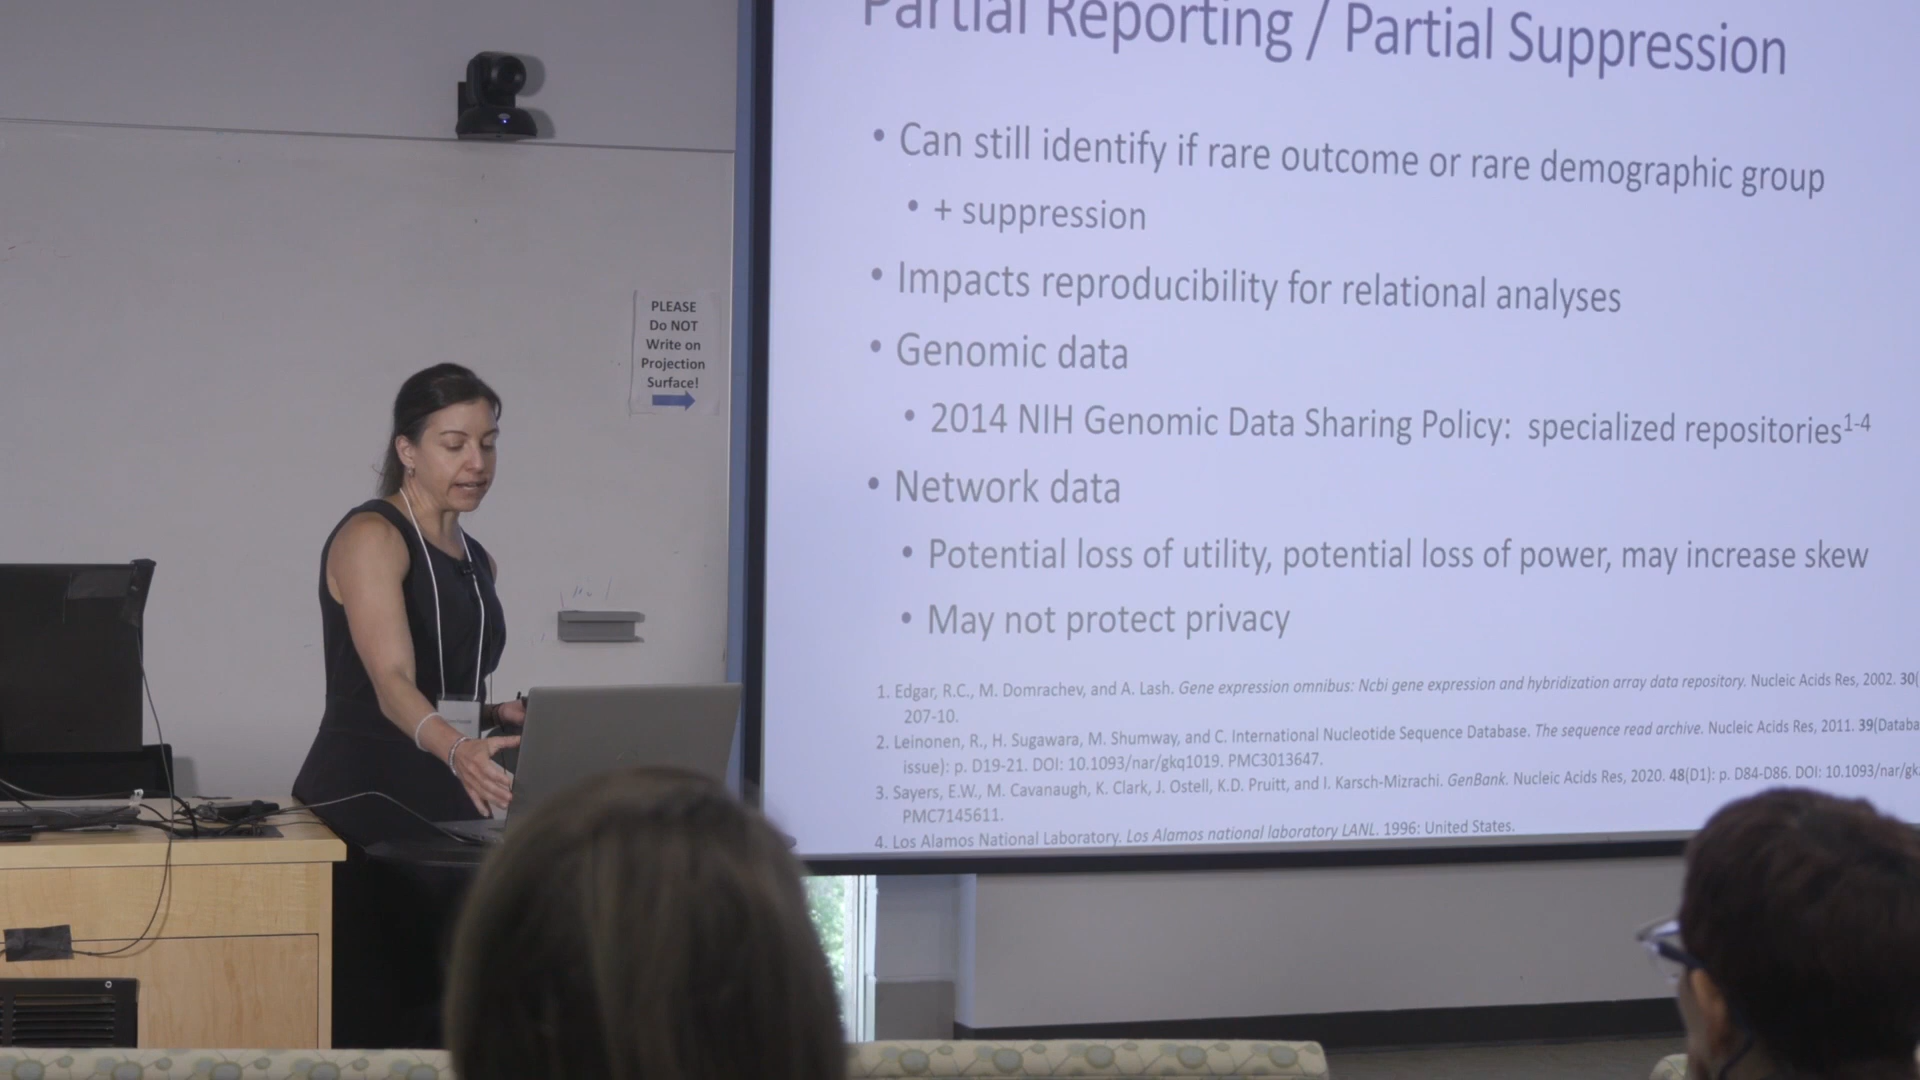 Partial Reporting / Partial Suppression
• Can still identify if rare outcome or rare demographic group
• + suppression
• Impacts reproducibility for relational analyses
• Genomic data
• 2014 NIH Genomic Data Sharing Policy: specialized repositories1-4
• Network data
• Potential loss of utility, potential loss of power, may increase skew
• May not protect privacy
1. Edgar, R.C., M. Domrachev, and A. Lash. Gene expression omnibus: Ncbi gene expression and hybridization array data repository. Nucleic Acids Res, 2002. 30(
207-10.
2. Leinonen, R., H. Sugawara, M. Shumway, and C. International Nucleotide Sequence Database. The sequence read archive. Nucleic Acids Res, 2011. 39(Databa
issue): p. D19-21. DOI: 10.1093/nar/gkq1019. PMC3013647.
3. Sayers, E.W., M. Cavanaugh, K. Clark, J. Ostell, K.D. Pruitt, and I. Karsch-Mizrachi. GenBank. Nucleic Acids Res, 2020. 48(D1): p. D84-D86. DOI: 10.1093/nar/gk
PMC7145611.
4. Los Alamos National Laboratory. Los Alamos national laboratory LANL. 1996: United States.
PLEASE
Do NOT
Write on
Projection
Surface!